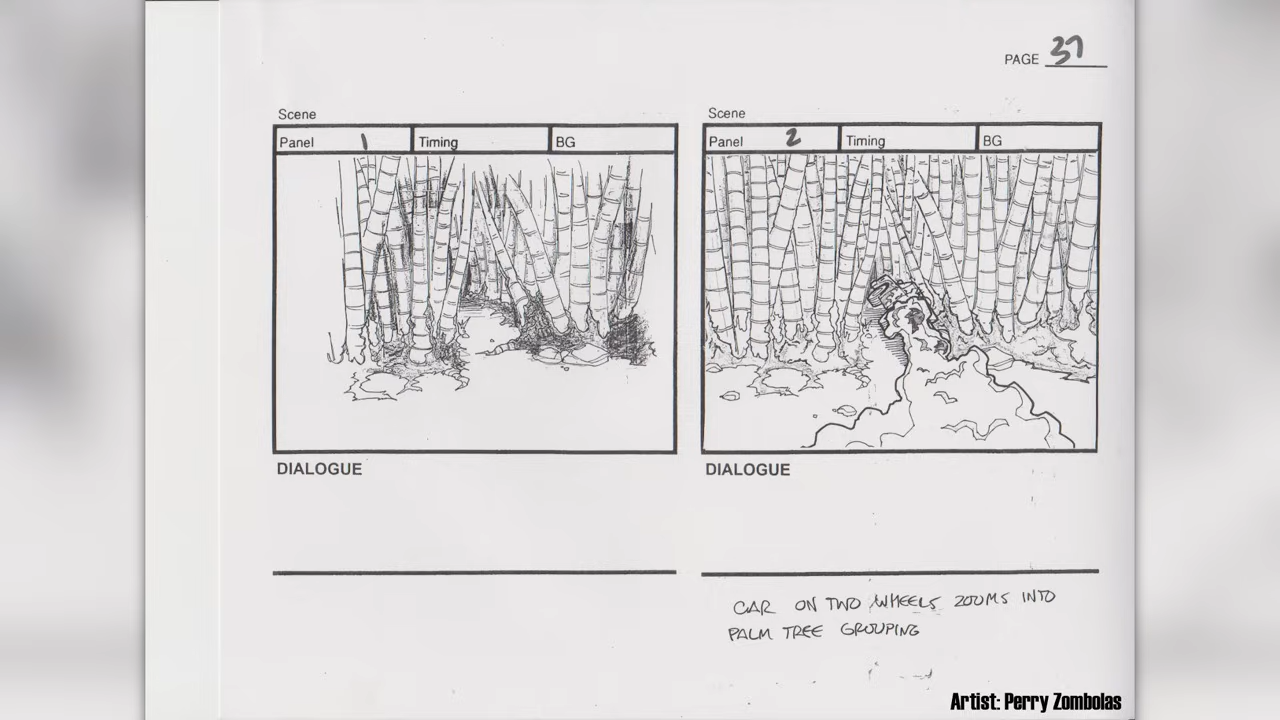 PAGE 37
Scene
Panel 1 Timing BG
DIALOGUE
Scene
Panel 2 Timing BG
DIALOGUE
CAR ON TWO WHEELS ZOOMS INTO
PALM TREE GROUPING
Artist: Perry Zombolas